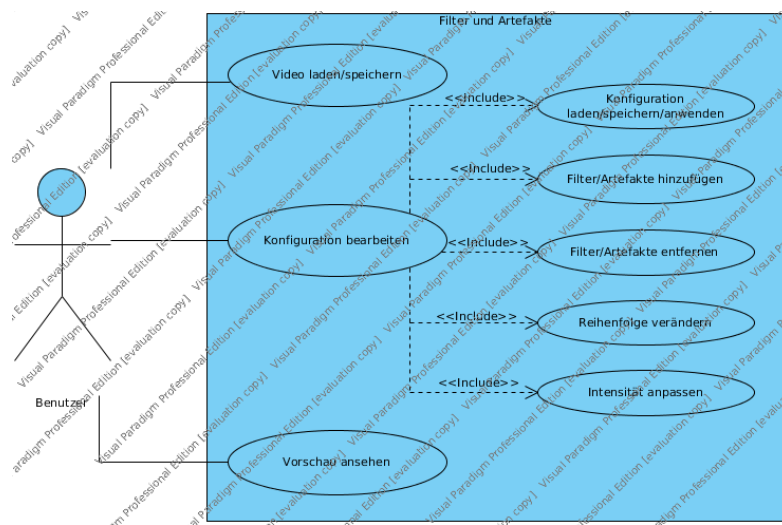 Filter und Artefakte
Video laden/speichern
<<Include>>
Konfiguration
laden/speichern/anwenden
<<Include>>
Filter/Artefakte hinzufügen
Konfiguration bearbeiten
<<Include>>
Filter/Artefakte entfernen
<<Include>>
Reihenfolge verändern
<<Include>>
Intensität anpassen
Benutzer
Vorschau ansehen
Visual Paradigm Professional Edition [evaluation copy]